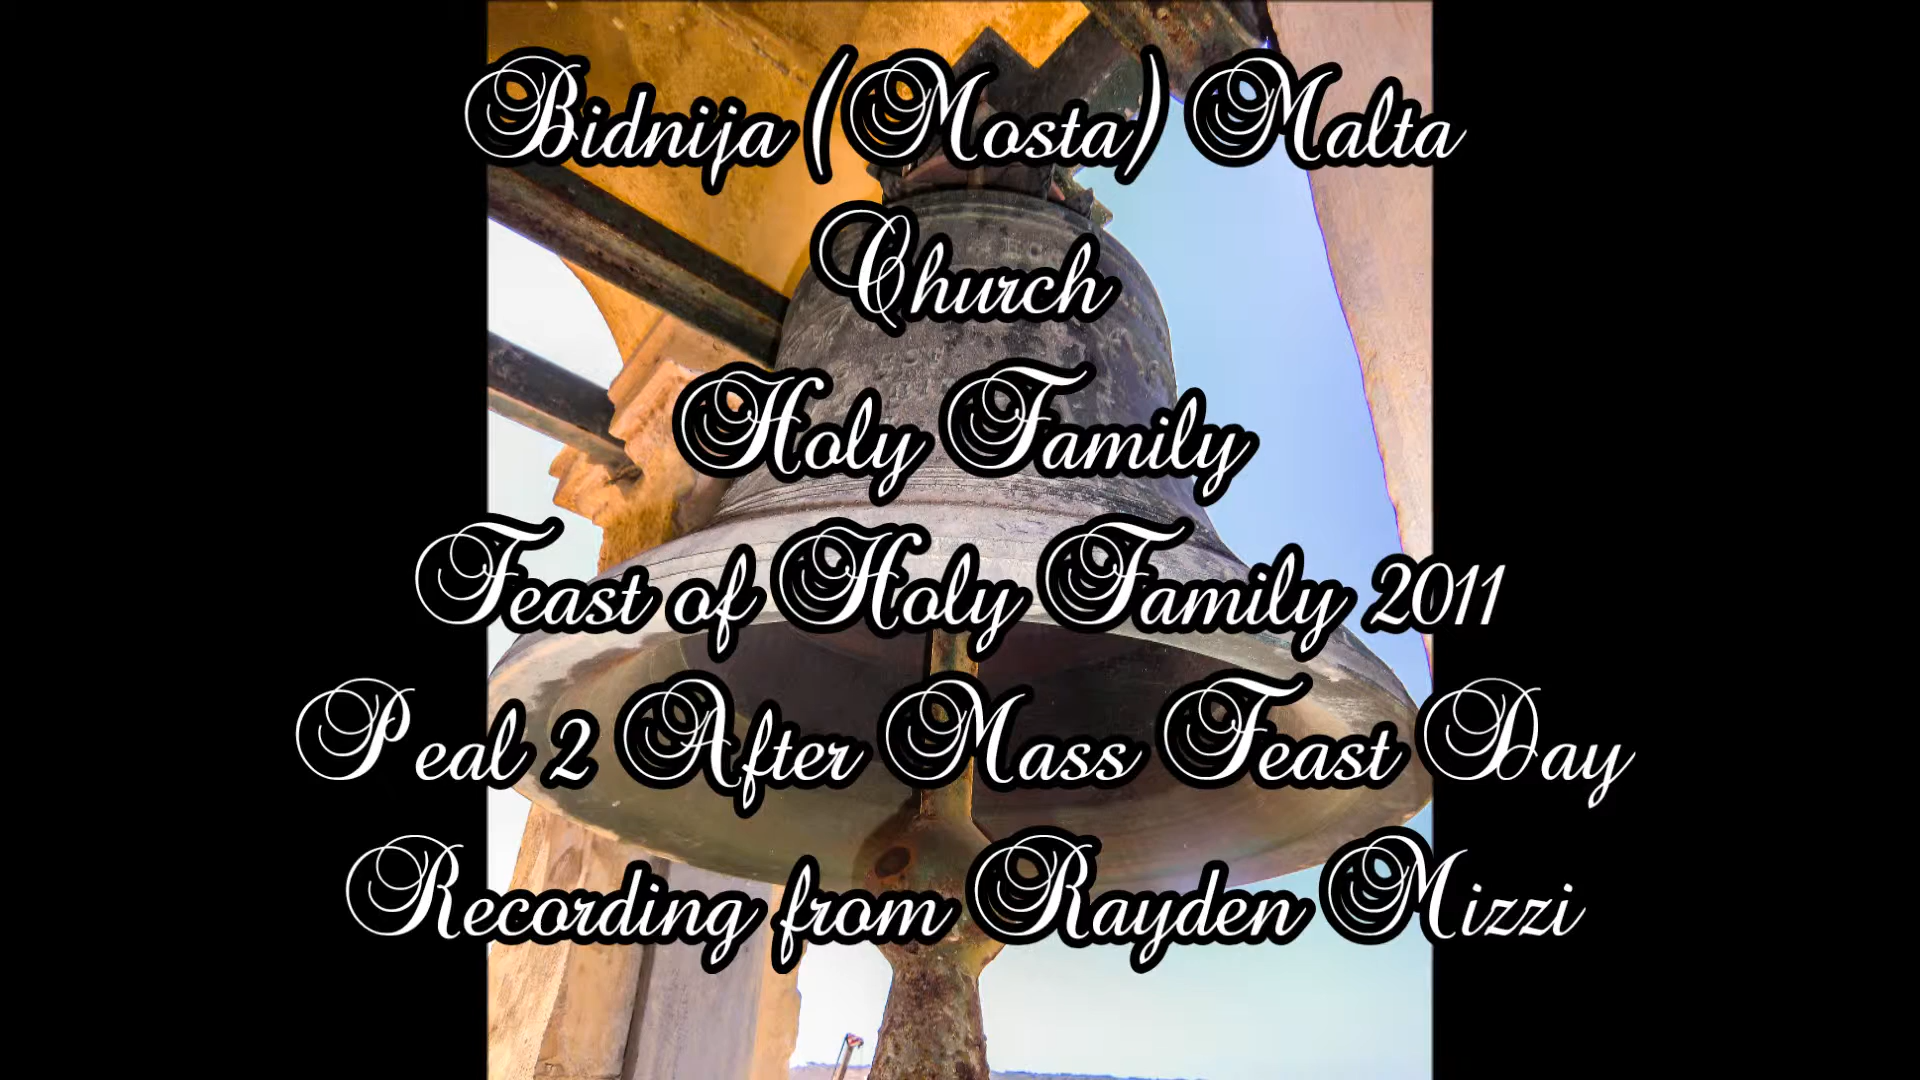 Bidnija (Mosta) Malta
Church
Holy Family
Feast of Holy Family 2011
Peal 2 After Mass Feast Day
Recording from Rayden Mizzi